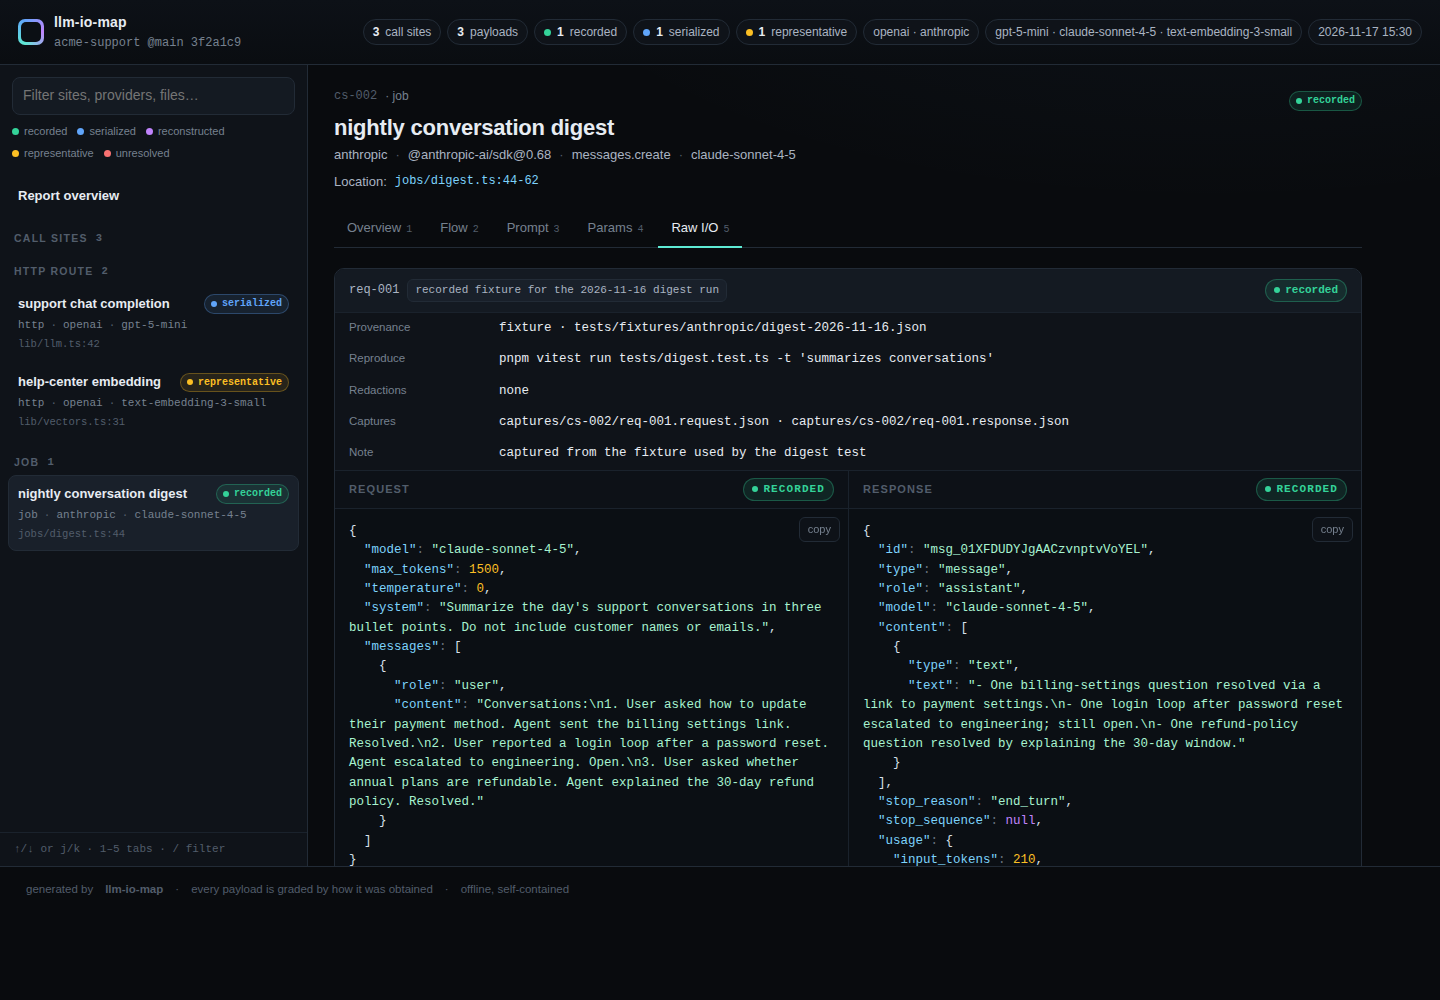 llm-io-map
acme-support @main 3f2a1c9
3 call sites
3 payloads
1 recorded
1 serialized
1 representative
openai · anthropic
gpt-5-mini · claude-sonnet-4-5 · text-embedding-3-small
2026-11-17 15:30
Filter sites, providers, files…
recorded serialized reconstructed
representative unresolved
Report overview
CALL SITES 3
HTTP ROUTE 2
support chat completion serialized
http · openai · gpt-5-mini
lib/llm.ts:42
help-center embedding representative
http · openai · text-embedding-3-small
lib/vectors.ts:31
JOB 1
nightly conversation digest recorded
job · anthropic · claude-sonnet-4-5
jobs/digest.ts:44
↑/↓ or j/k · 1–5 tabs · / filter
cs-002 · job
recorded
nightly conversation digest
anthropic · @anthropic-ai/sdk@0.68 · messages.create · claude-sonnet-4-5
Location: jobs/digest.ts:44-62
Overview 1 Flow 2 Prompt 3 Params 4 Raw I/O 5
req-001 recorded fixture for the 2026-11-16 digest run recorded
Provenance fixture · tests/fixtures/anthropic/digest-2026-11-16.json
Reproduce pnpm vitest run tests/digest.test.ts -t 'summarizes conversations'
Redactions none
Captures captures/cs-002/req-001.request.json · captures/cs-002/req-001.response.json
Note captured from the fixture used by the digest test
REQUEST RECORDED
copy
{
"model": "claude-sonnet-4-5",
"max_tokens": 1500,
"temperature": 0,
"system": "Summarize the day's support conversations in three
bullet points. Do not include customer names or emails.",
"messages": [
{
"role": "user",
"content": "Conversations:\n1. User asked how to update
their payment method. Agent sent the billing settings link.
Resolved.\n2. User reported a login loop after a password reset.
Agent escalated to engineering. Open.\n3. User asked whether
annual plans are refundable. Agent explained the 30-day refund
policy. Resolved."
}
]
}
RESPONSE RECORDED
copy
{
"id": "msg_01XFDUDYJgAACzvnptvVoYEL",
"type": "message",
"role": "assistant",
"model": "claude-sonnet-4-5",
"content": [
{
"type": "text",
"text": "- One billing-settings question resolved via a
link to payment settings.\n- One login loop after password reset
escalated to engineering; still open.\n- One refund-policy
question resolved by explaining the 30-day window."
}
],
"stop_reason": "end_turn",
"stop_sequence": null,
"usage": {
"input_tokens": 210,
generated by llm-io-map · every payload is graded by how it was obtained · offline, self-contained